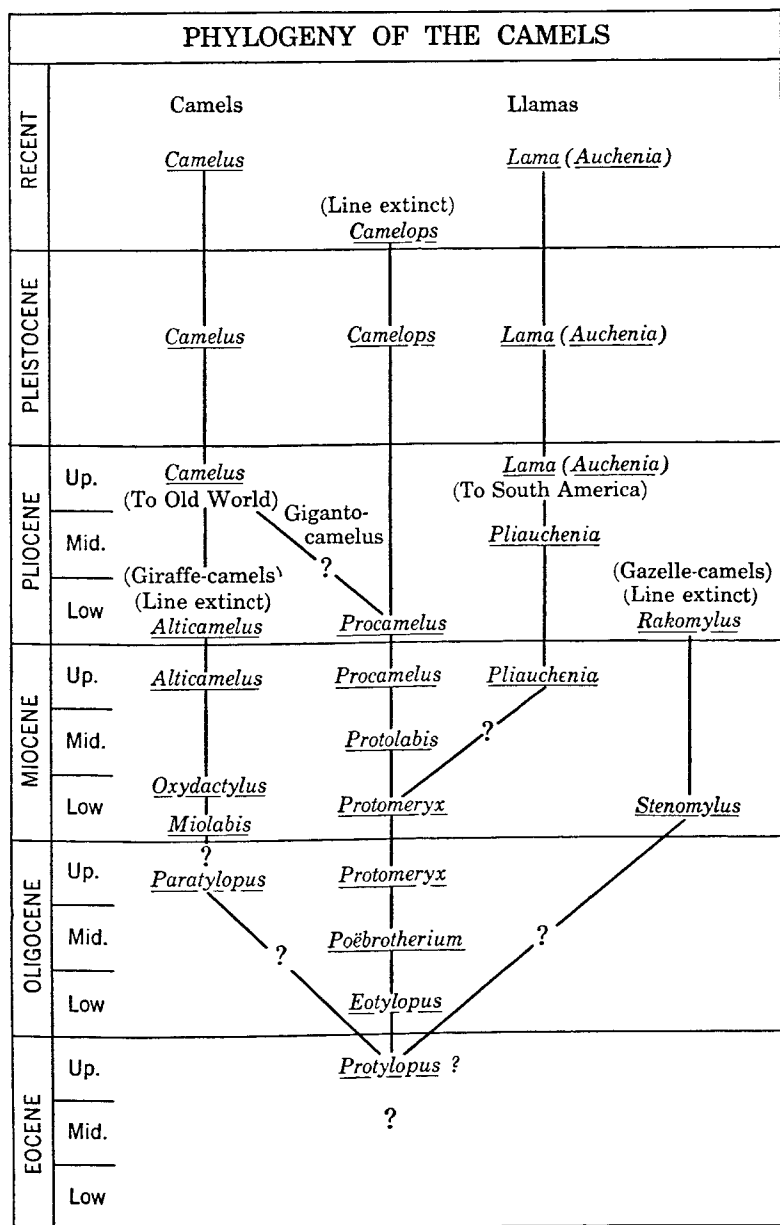 PHYLOGENY OF THE CAMELS
RECENT
Camels
Llamas
Camelus
Lama (Auchenia)
(Line extinct)
Camelops
PLEISTOCENE
Camelus
Camelops
Lama (Auchenia)
PLIOCENE
Up.
Camelus
(To Old World)
Lama (Auchenia)
(To South America)
Mid.
Giganto-
camelus
?
Pliauchenia
Low
(Giraffe-camels)
(Line extinct)
Alticamelus
Procamelus
(Gazelle-camels)
(Line extinct)
Rakomylus
MIOCENE
Up.
Alticamelus
Procamelus
Pliauchenia
Mid.
Protolabis
?
Low
Oxydactylus
Miolabis
Protomeryx
Stenomylus
OLIGOCENE
Up.
?
Paratylopus
Protomeryx
Mid.
?
Poëbrotherium
?
Low
Eotylopus
EOCENE
Up.
Protylopus ?
Mid.
?
Low